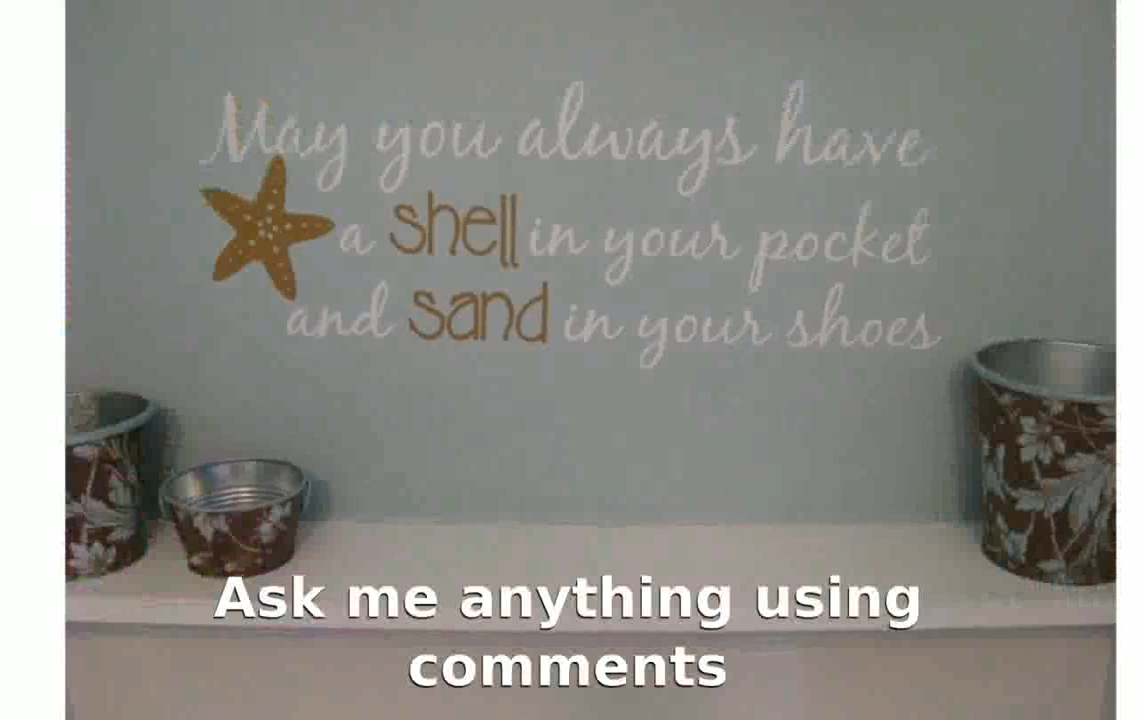 May you always have
a shell in your pocket
and sand in your shoes
Ask me anything using
comments